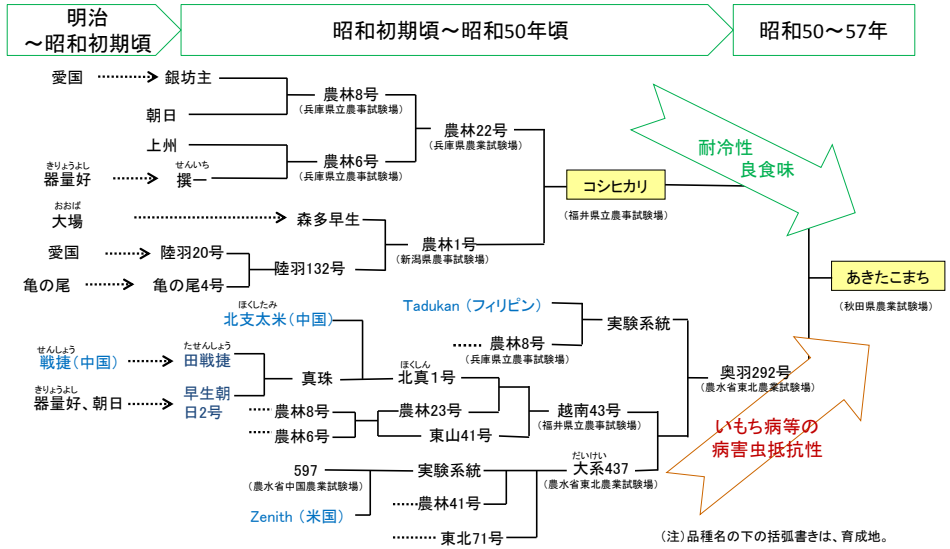 明治
～昭和初期頃
昭和初期頃～昭和50年頃
昭和50～57年
愛国
銀坊主
農林8号
(兵庫県立農事試験場)
朝日
農林22号
(兵庫県農業試験場)
上州
農林6号
(兵庫県立農事試験場)
きりょうよし
器量好
せんいち
撰一
コシヒカリ
(福井県立農事試験場)
耐冷性
良食味
おおば
大場
森多早生
農林1号
(新潟県農事試験場)
愛国
陸羽20号
陸羽132号
亀の尾
亀の尾4号
あきたこまち
(秋田県農業試験場)
ほくしたみ
北支太米(中国)
Tadukan (フィリピン)
実験系統
農林8号
(兵庫県立農事試験場)
せんしょう
戦捷(中国)
たせんしょう
田戦捷
真珠
ほくしん
北真1号
奥羽292号
(農水省東北農業試験場)
きりょうよし
器量好、朝日
早生朝
日2号
農林8号
農林23号
越南43号
(福井県立農事試験場)
農林6号
東山41号
いもち病等の
病害虫抵抗性
597
(農水省中国農業試験場)
実験系統
だいけい
大系437
(農水省東北農業試験場)
農林41号
Zenith (米国)
東北71号
(注)品種名の下の括弧書きは、育成地。